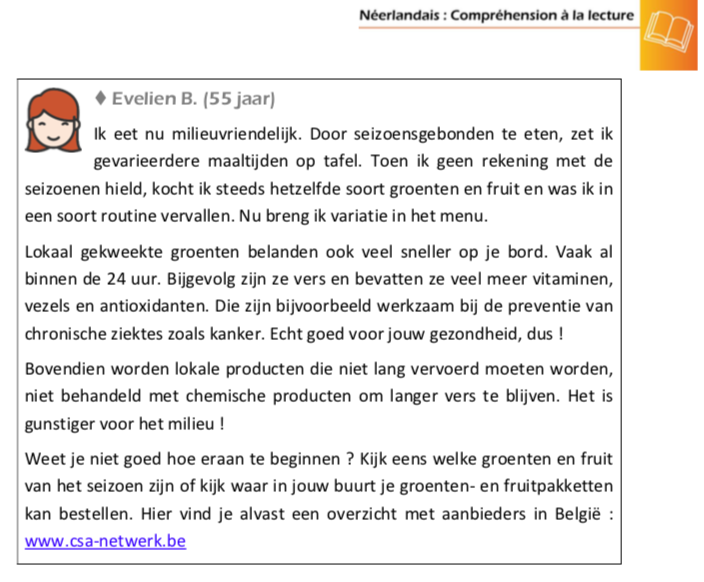 Néerlandais : Compréhension à la lecture
♦ Evelien B. (55 jaar)
Ik eet nu milieuvriendelijk. Door seizoensgebonden te eten, zet ik
gevarieerdere maaltijden op tafel. Toen ik geen rekening met de
seizoenen hield, kocht ik steeds hetzelfde soort groenten en fruit en was ik in
een soort routine vervallen. Nu breng ik variatie in het menu.
Lokaal gekweekte groenten belanden ook veel sneller op je bord. Vaak al
binnen de 24 uur. Bijgevolg zijn ze vers en bevatten ze veel meer vitaminen,
vezels en antioxidanten. Die zijn bijvoorbeeld werkzaam bij de preventie van
chronische ziektes zoals kanker. Echt goed voor jouw gezondheid, dus !
Bovendien worden lokale producten die niet lang vervoerd moeten worden,
niet behandeld met chemische producten om langer vers te blijven. Het is
gunstiger voor het milieu !
Weet je niet goed hoe eraan te beginnen ? Kijk eens welke groenten en fruit
van het seizoen zijn of kijk waar in jouw buurt je groenten- en fruitpakketten
kan bestellen. Hier vind je alvast een overzicht met aanbieders in België :
www.csa-netwerk.be